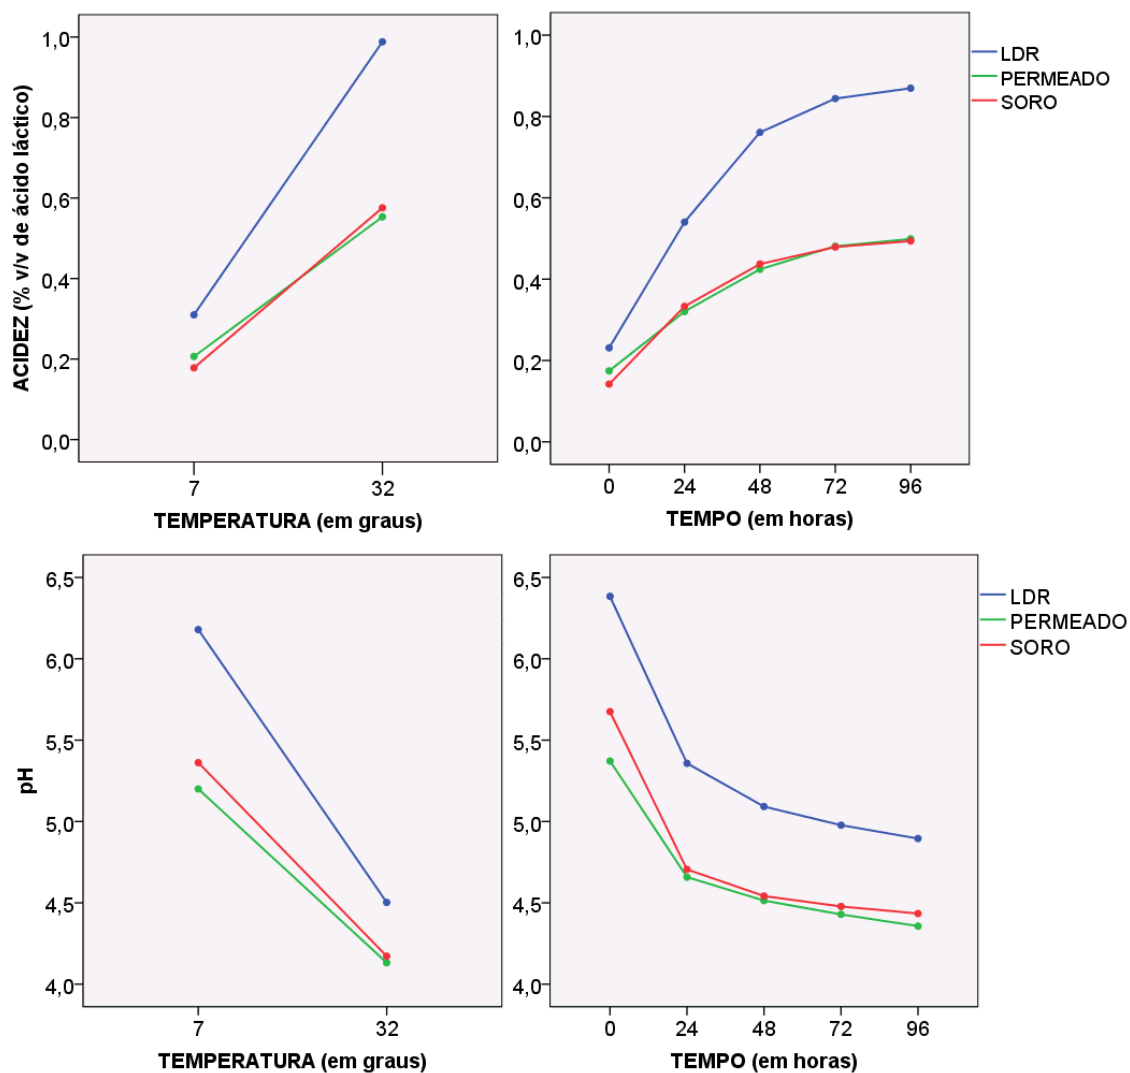 ACIDEZ (% v/v de ácido láctico)
1,0
0,8
0,6
0,4
0,2
0,0
7 32
TEMPERATURA (em graus)
1,0
0,8
0,6
0,4
0,2
0,0
0 24 48 72 96
TEMPO (em horas)
LDR
PERMEADO
SORO
pH
6,5
6,0
5,5
5,0
4,5
4,0
7 32
TEMPERATURA (em graus)
6,5
6,0
5,5
5,0
4,5
4,0
0 24 48 72 96
TEMPO (em horas)
LDR
PERMEADO
SORO